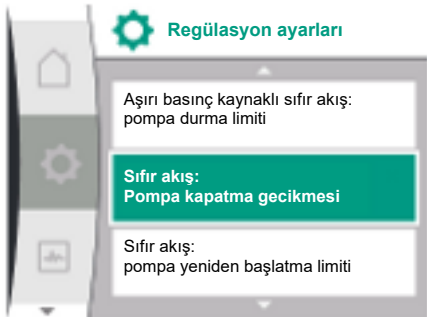 Regülasyon ayarları
Aşırı basınç kaynaklı sıfır akış:
pompa durma limiti
Sıfır akış:
Pompa kapatma gecikmesi
Sıfır akış:
pompa yeniden başlatma limiti